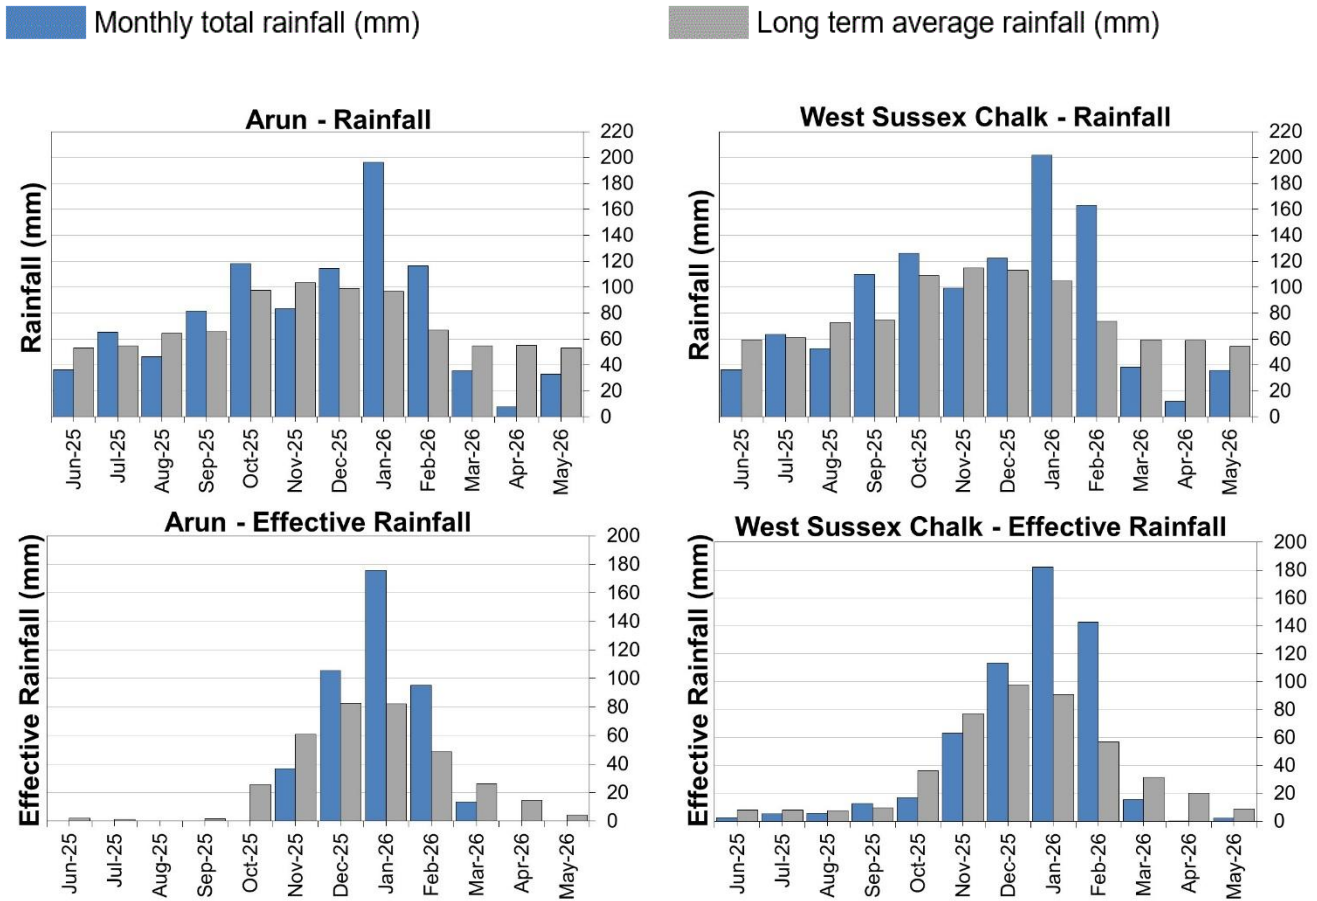 Monthly total rainfall (mm)
Long term average rainfall (mm)
Arun - Rainfall
Rainfall (mm)
220
200
180
160
140
120
100
80
60
40
20
0
Jun-25
Jul-25
Aug-25
Sep-25
Oct-25
Nov-25
Dec-25
Jan-26
Feb-26
Mar-26
Apr-26
May-26
West Sussex Chalk - Rainfall
Rainfall (mm)
220
200
180
160
140
120
100
80
60
40
20
0
Jun-25
Jul-25
Aug-25
Sep-25
Oct-25
Nov-25
Dec-25
Jan-26
Feb-26
Mar-26
Apr-26
May-26
Arun - Effective Rainfall
Effective Rainfall (mm)
200
180
160
140
120
100
80
60
40
20
0
Jun-25
Jul-25
Aug-25
Sep-25
Oct-25
Nov-25
Dec-25
Jan-26
Feb-26
Mar-26
Apr-26
May-26
West Sussex Chalk - Effective Rainfall
Effective Rainfall (mm)
200
180
160
140
120
100
80
60
40
20
0
Jun-25
Jul-25
Aug-25
Sep-25
Oct-25
Nov-25
Dec-25
Jan-26
Feb-26
Mar-26
Apr-26
May-26